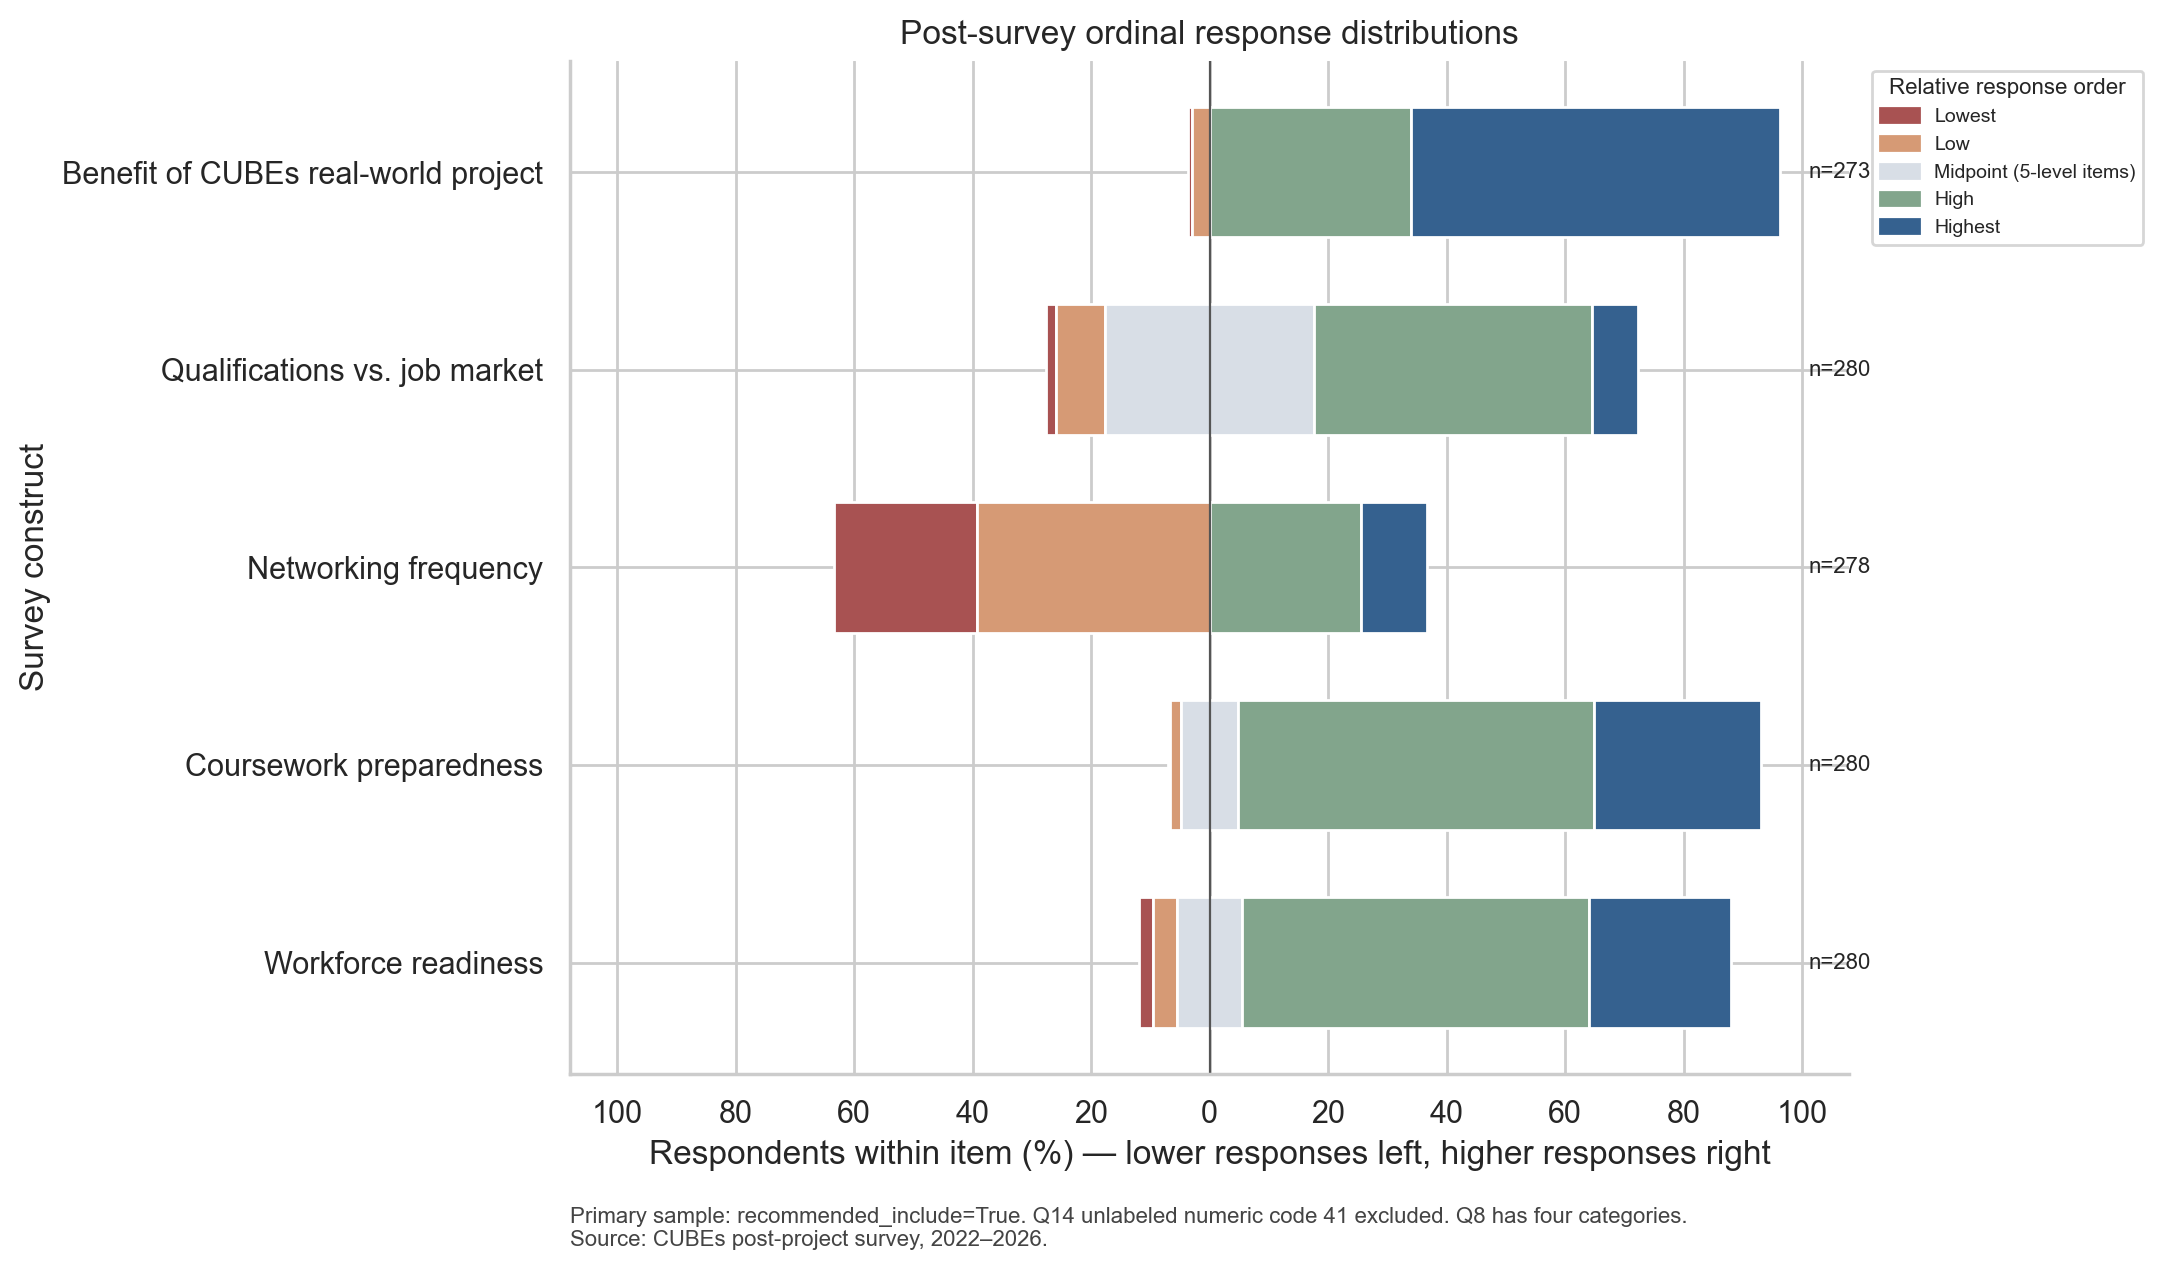 Post-survey ordinal response distributions
Relative response order
Lowest
Low
Midpoint (5-level items)
High
Highest
Survey construct
Benefit of CUBEs real-world project
n=273
Qualifications vs. job market
n=280
Networking frequency
n=278
Coursework preparedness
n=280
Workforce readiness
n=280
100 80 60 40 20 0 20 40 60 80 100
Respondents within item (%) — lower responses left, higher responses right
Primary sample: recommended_include=True. Q14 unlabeled numeric code 41 excluded. Q8 has four categories.
Source: CUBEs post-project survey, 2022–2026.